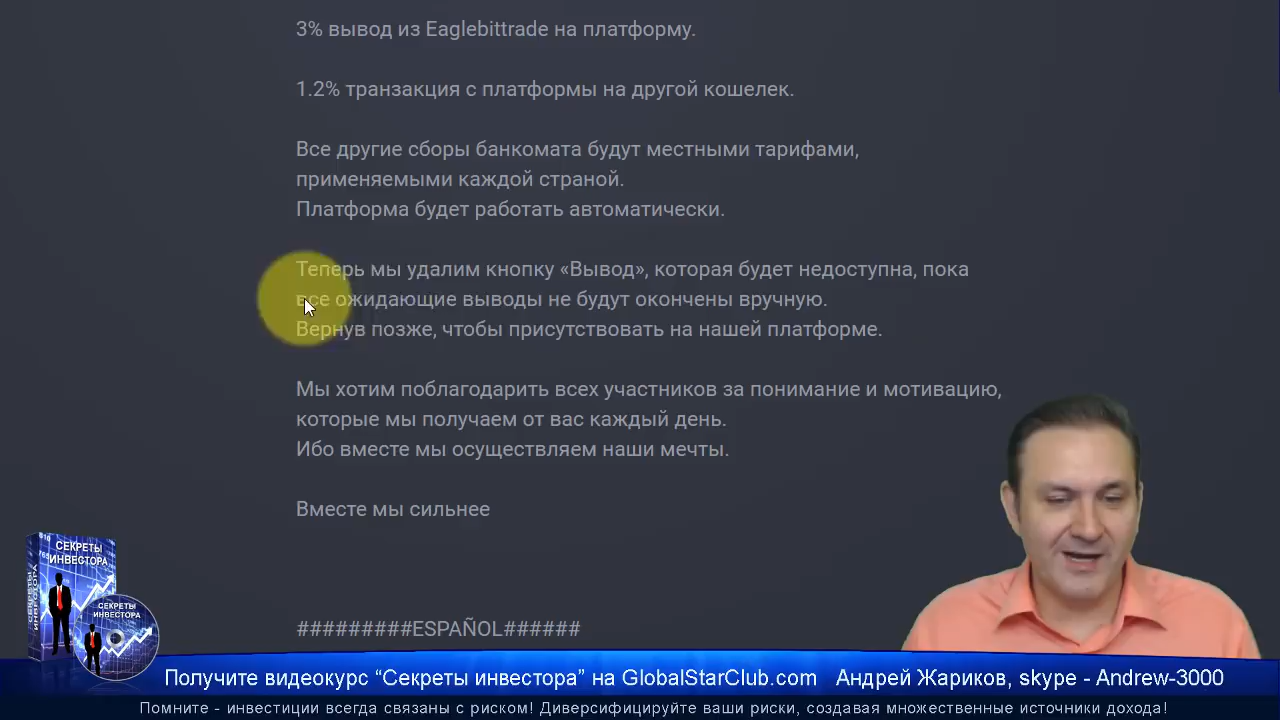 3% вывод из Eaglebittrade на платформу.
1.2% транзакция с платформы на другой кошелек.
Все другие сборы банкомата будут местными тарифами,
применяемыми каждой страной.
Платформа будет работать автоматически.
Теперь мы удалим кнопку «Вывод», которая будет недоступна, пока
все ожидающие выводы не будут окончены вручную.
Вернув позже, чтобы присутствовать на нашей платформе.
Мы хотим поблагодарить всех участников за понимание и мотивацию,
которые мы получаем от вас каждый день.
Ибо вместе мы осуществляем наши мечты.
Вместе мы сильнее
#########ESPAÑOL######
СЕКРЕТЫ
ИНВЕСТОРА
СЕКРЕТЫ
ИНВЕСТОРА
Получите видеокурс “Секреты инвестора” на GlobalStarClub.com Андрей Жариков, skype - Andrew-3000
Помните - инвестиции всегда связаны с риском! Диверсифицируйте ваши риски, создавая множественные источники дохода!